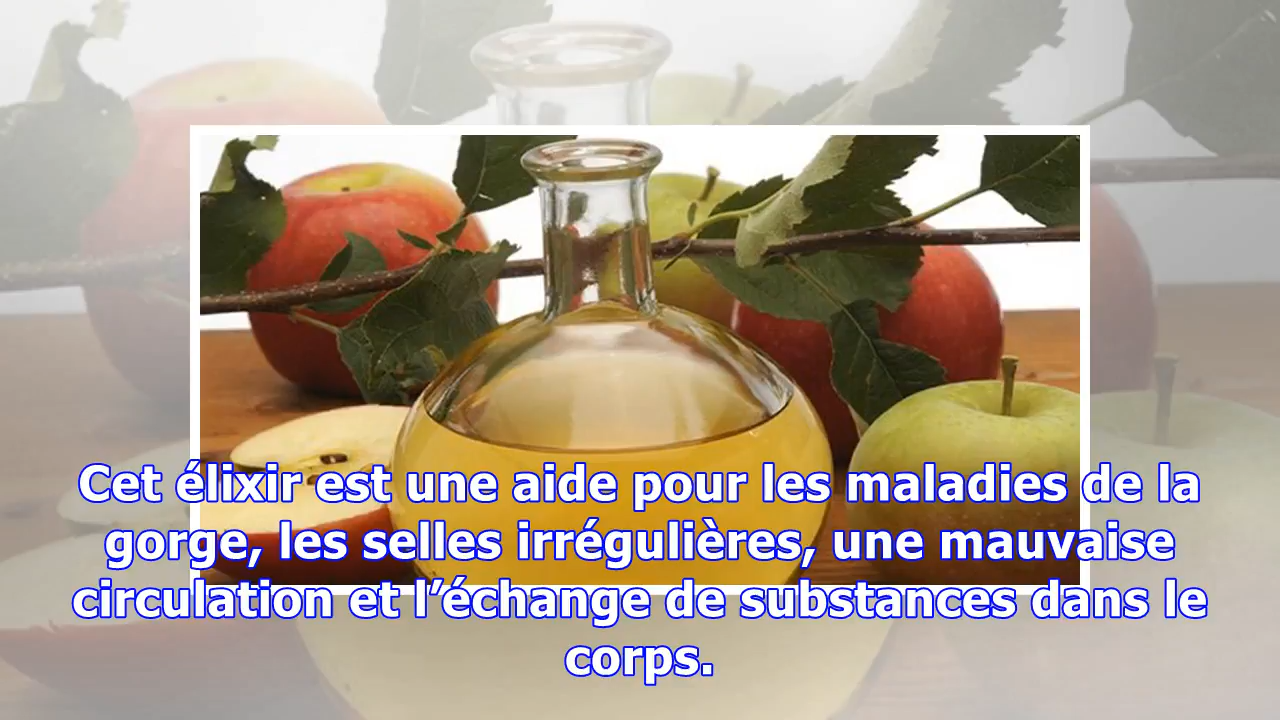 Cet élixir est une aide pour les maladies de la
gorge, les selles irrégulières, une mauvaise
circulation et l’échange de substances dans le
corps.